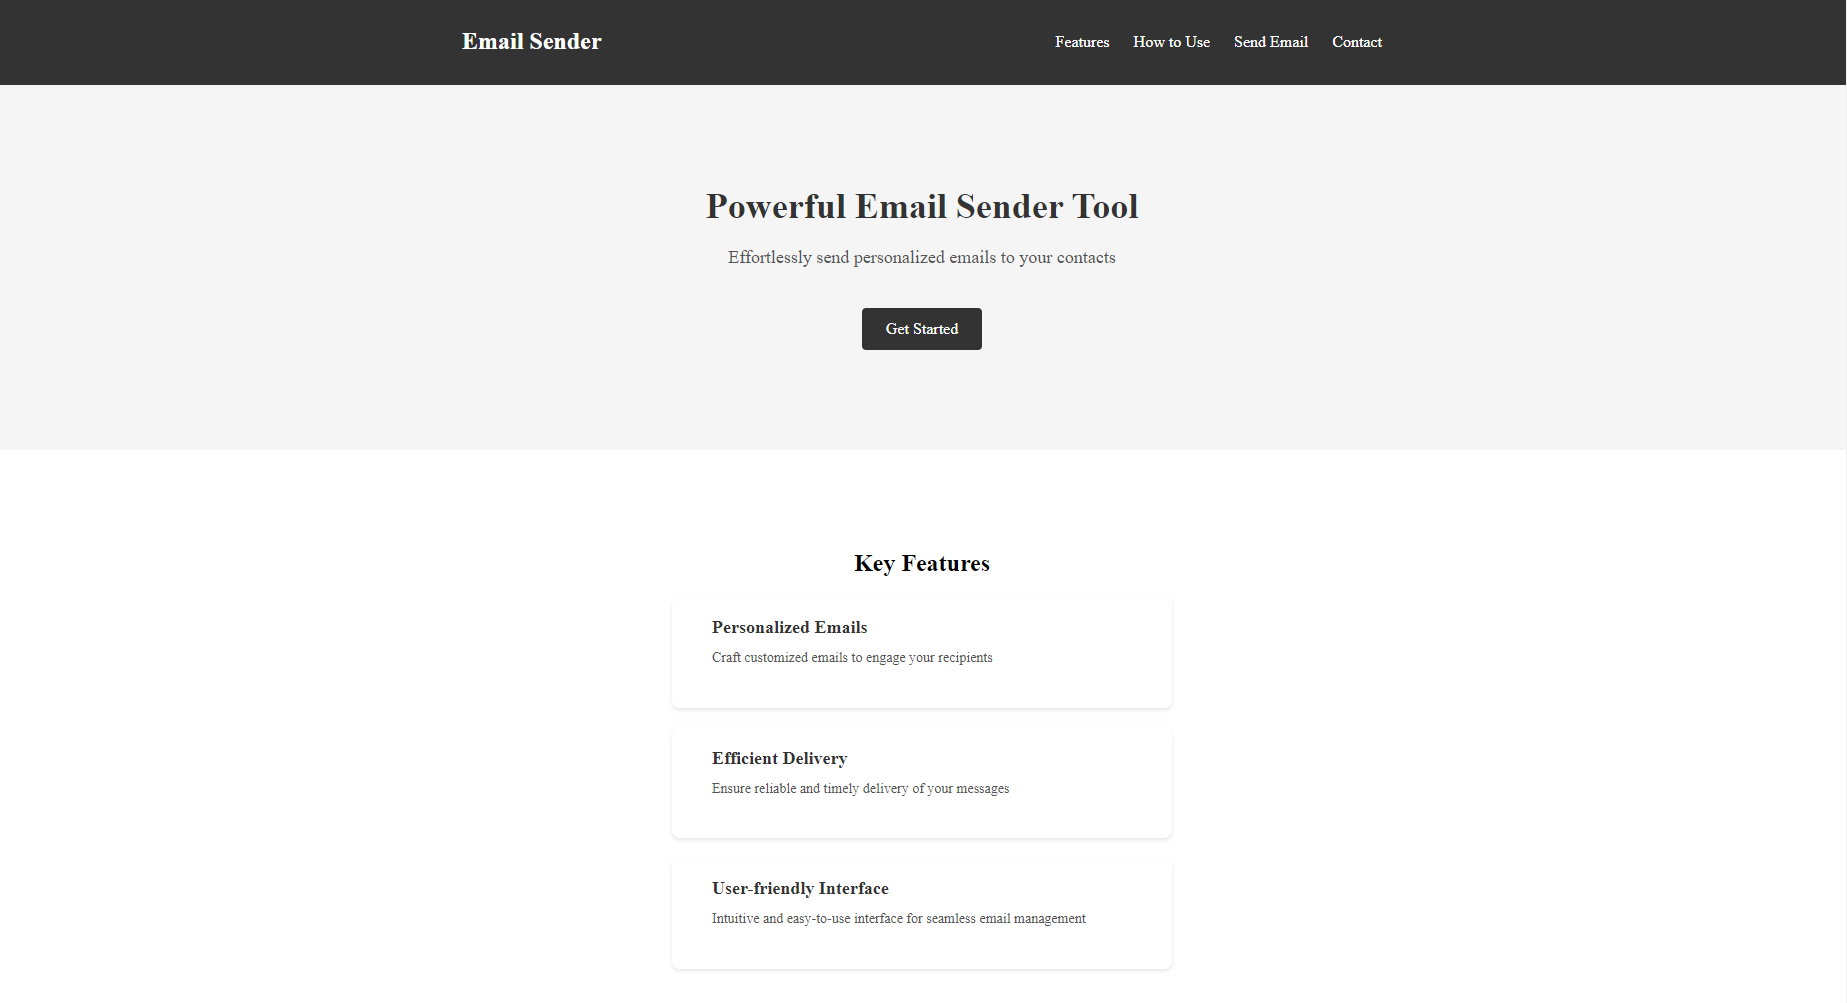 Email Sender
Features How to Use Send Email Contact
Powerful Email Sender Tool
Effortlessly send personalized emails to your contacts
Get Started
Key Features
Personalized Emails
Craft customized emails to engage your recipients
Efficient Delivery
Ensure reliable and timely delivery of your messages
User-friendly Interface
Intuitive and easy-to-use interface for seamless email management